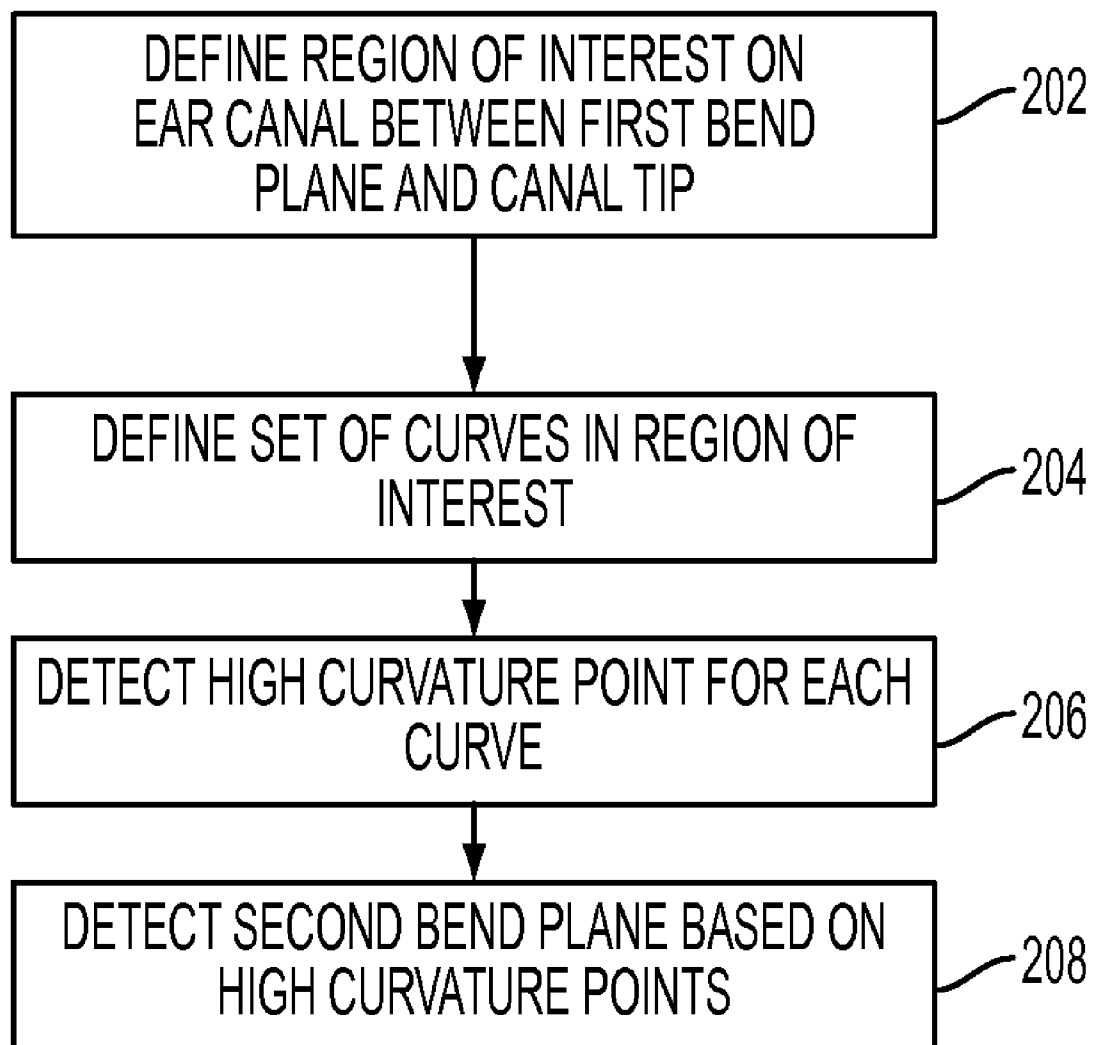 DEFINE REGION OF INTEREST ON
EAR CANAL BETWEEN FIRST BEND
PLANE AND CANAL TIP
202
DEFINE SET OF CURVES IN REGION OF
INTEREST
204
DETECT HIGH CURVATURE POINT FOR EACH
CURVE
206
DETECT SECOND BEND PLANE BASED ON
HIGH CURVATURE POINTS
208